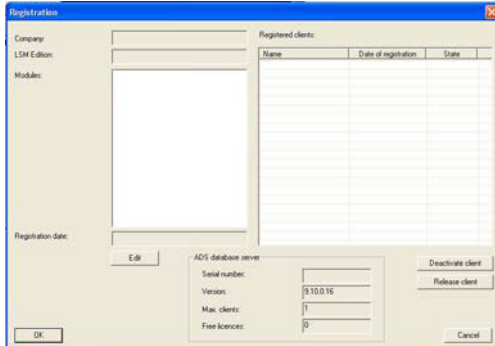 Registration
Company:
LSM Edition:
Modules:
Registration date:
Edit
OK
Registered clients:
Name Date of registration State
ADS database server
Serial number:
Version: 9.10.0.16
Max. clients: 1
Free licences: 0
Deactivate client
Release client
Cancel